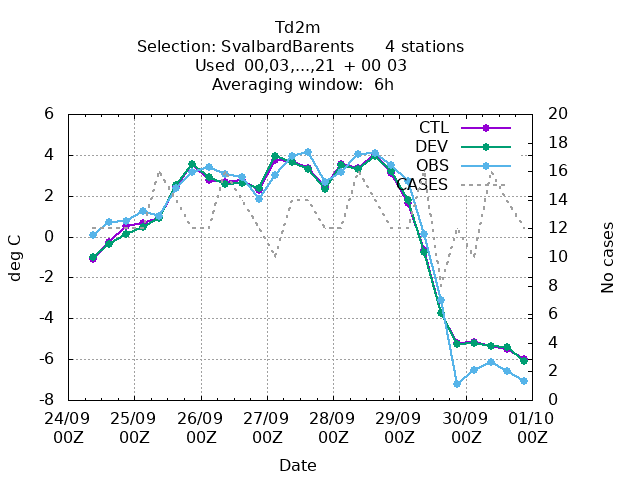 Td2m
Selection: SvalbardBarents 4 stations
Used 00,03,...,21 + 00 03
Averaging window: 6h
6
4
2
0
-2
-4
-6
-8
deg C
20
18
16
14
12
10
8
6
4
2
0
No cases
CTL
DEV
OBS
CASES
24/09 25/09 26/09 27/09 28/09 29/09 30/09 01/10
00Z 00Z 00Z 00Z 00Z 00Z 00Z 00Z
Date